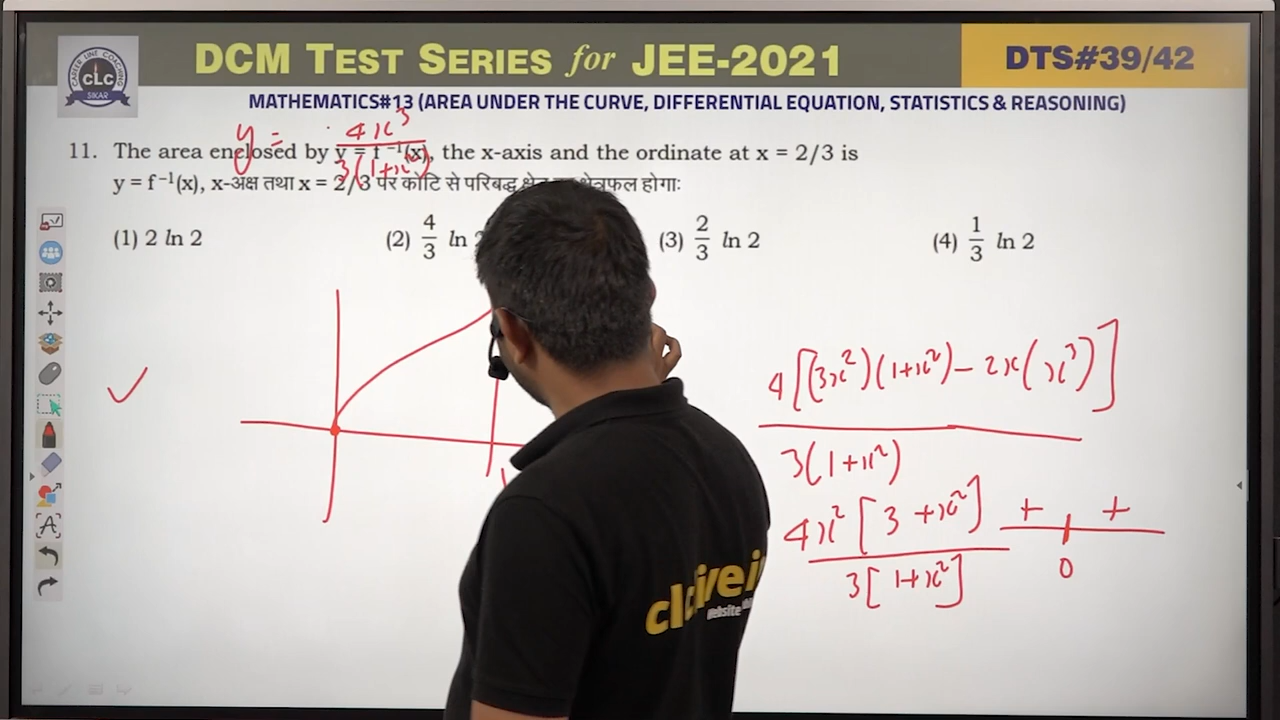 CAREER LINE COACHING
CLC
SIKAR
DCM TEST SERIES for JEE-2021
DTS#39/42
MATHEMATICS#13 (AREA UNDER THE CURVE, DIFFERENTIAL EQUATION, STATISTICS & REASONING)
y = 4x³ / 3(1+x²)
11. The area enclosed by y = f⁻¹(x), the x-axis and the ordinate at x = 2/3 is
y = f⁻¹(x), x-अक्ष तथा x = 2/3 पर कोटि से परिबद्ध क्षेत्रफल होगाः
(1) 2 ln 2 (2) 4/3 ln (3) 2/3 ln 2 (4) 1/3 ln 2
4[(3x²)(1+x²) - 2x(x³)]
3(1+x²)
4x²[3+x²] + +
3[1+x²] 0